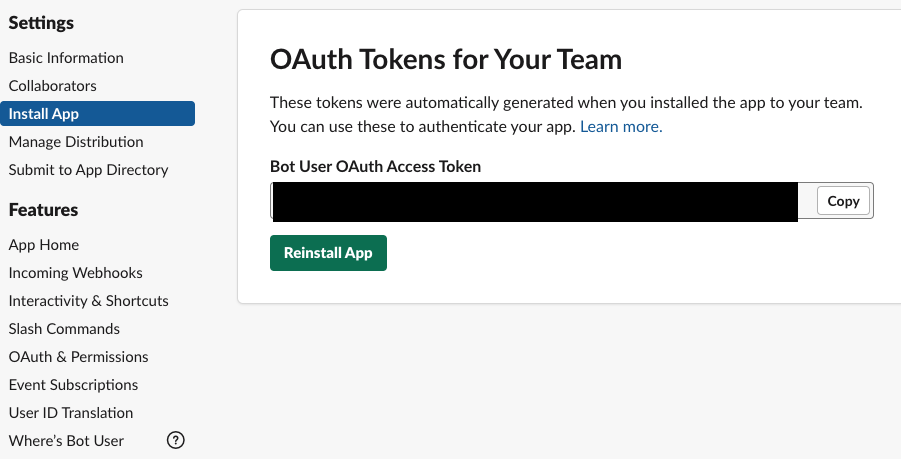 Settings
Basic Information
Collaborators
Install App
Manage Distribution
Submit to App Directory
Features
App Home
Incoming Webhooks
Interactivity & Shortcuts
Slash Commands
OAuth & Permissions
Event Subscriptions
User ID Translation
Where's Bot User
?
OAuth Tokens for Your Team
These tokens were automatically generated when you installed the app to your team.
You can use these to authenticate your app. Learn more.
Bot User OAuth Access Token
Copy
Reinstall App